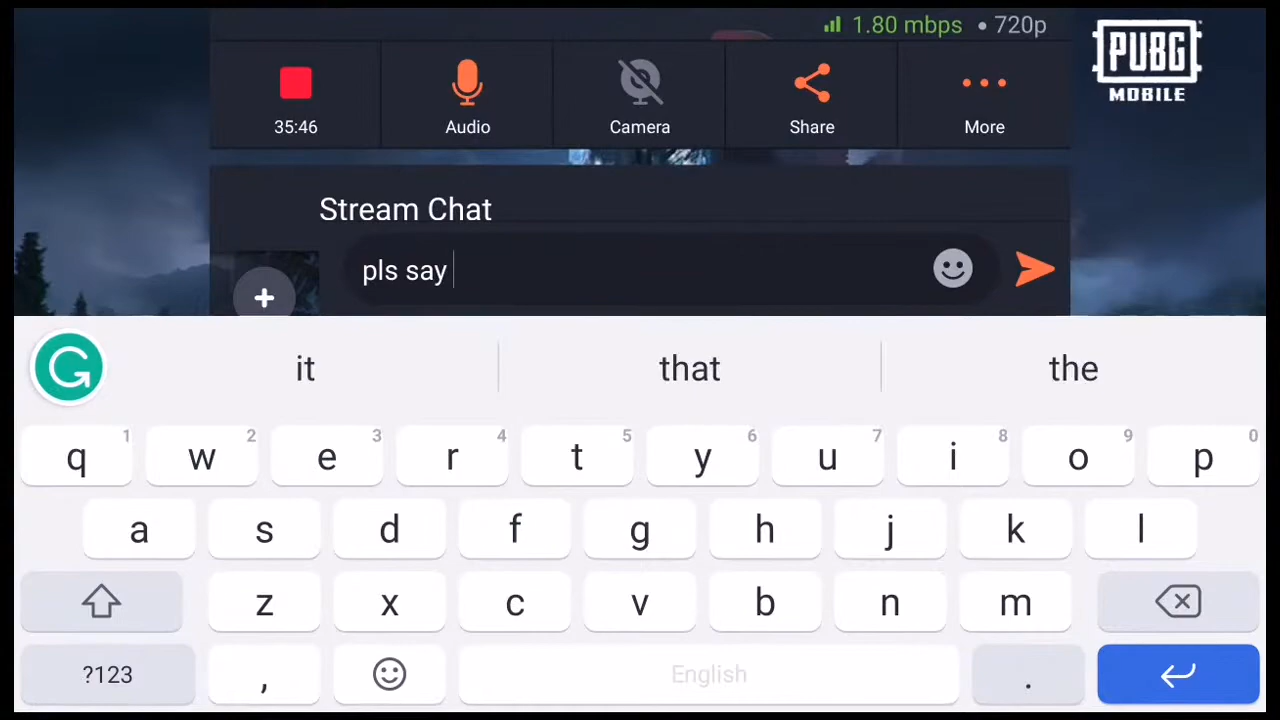 1.80 mbps • 720p
PUBG
MOBILE
35:46
Audio
Camera
Share
More
Stream Chat
pls say
it
that
the
q 1 w 2 e 3 r 4 t 5 y 6 u 7 i 8 o 9 p 0
a s d f g h j k l
z x c v b n m
?123 , English .